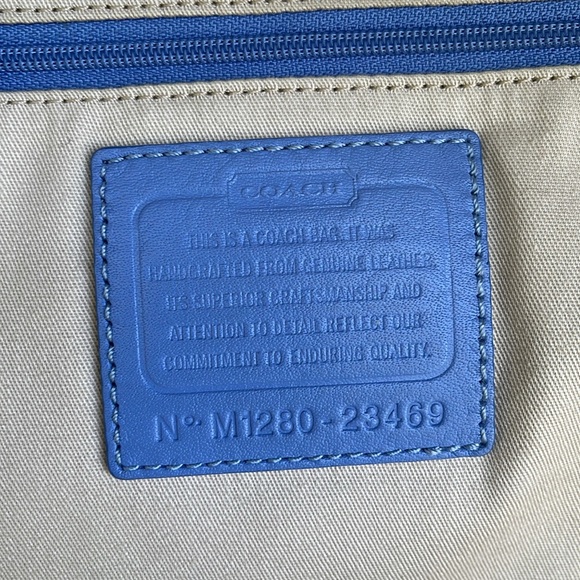 COACH
THIS IS A COACH BAG. IT WAS
HANDCRAFTED FROM GENUINE LEATHER.
ITS SUPERIOR CRAFTSMANSHIP AND
ATTENTION TO DETAIL REFLECT OUR
COMMITMENT TO ENDURING QUALITY.
Nº· M1280-23469